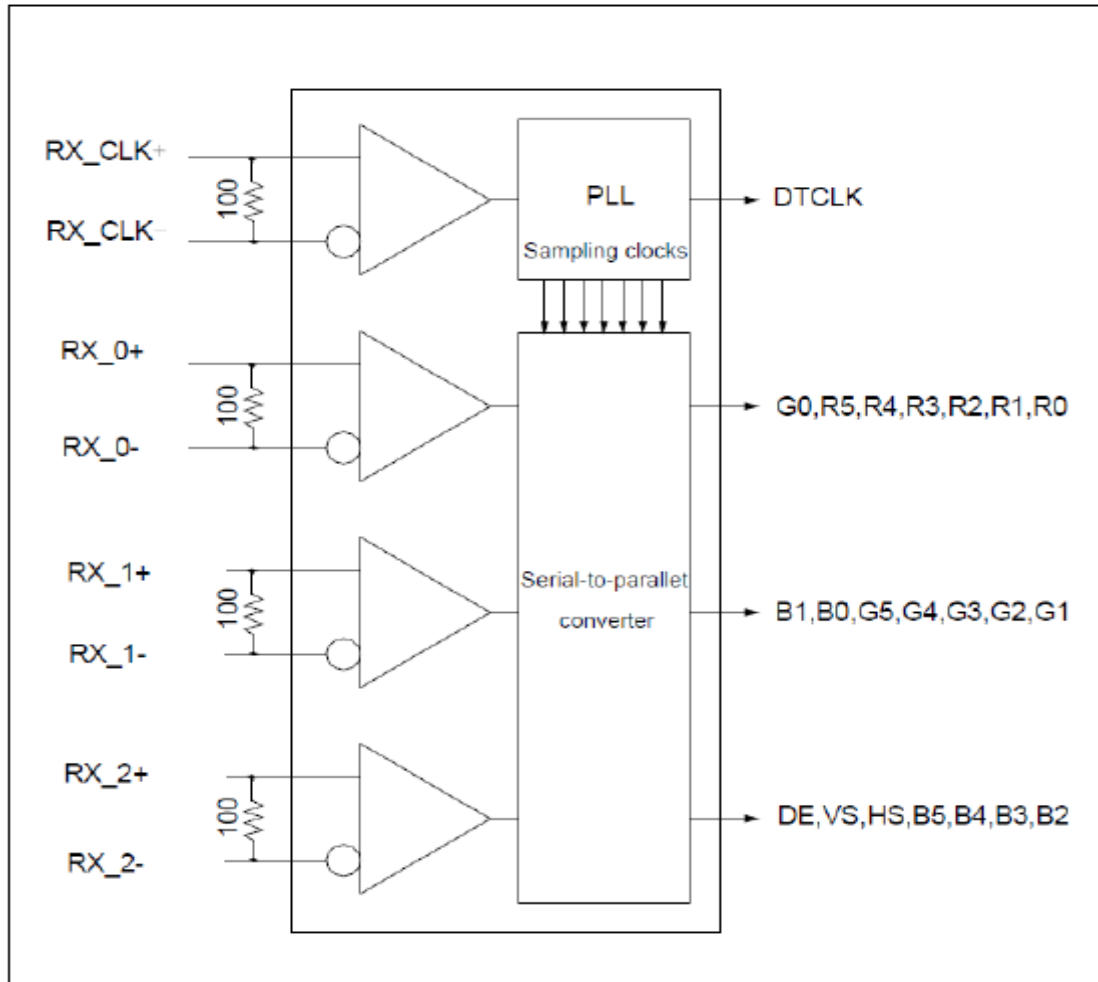 RX_CLK+
100
RX_CLK-
PLL
Sampling clocks
DTCLK
RX_0+
100
RX_0-
G0,R5,R4,R3,R2,R1,R0
RX_1+
100
RX_1-
Serial-to-parallet
converter
B1,B0,G5,G4,G3,G2,G1
RX_2+
100
RX_2-
DE,VS,HS,B5,B4,B3,B2